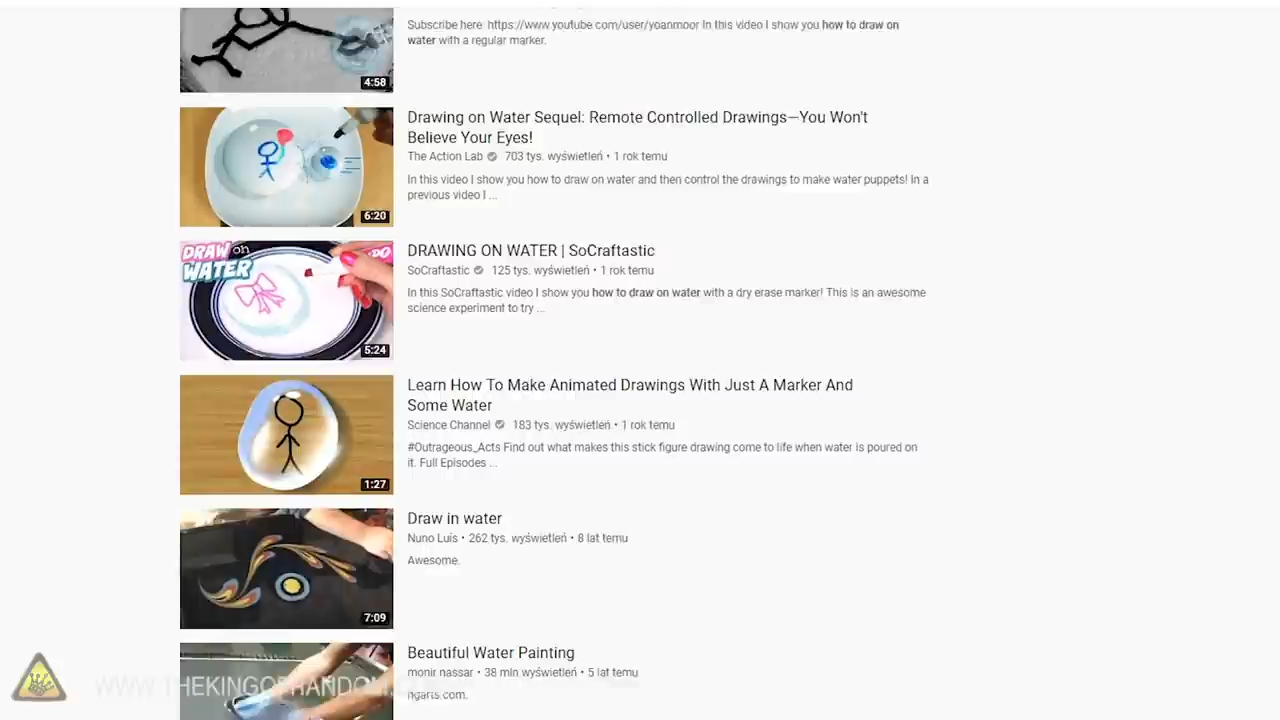 Subscribe here: https://www.youtube.com/user/yoanmoor In this video I show you how to draw on
water with a regular marker.
4:58
Drawing on Water Sequel: Remote Controlled Drawings—You Won't
Believe Your Eyes!
The Action Lab 703 tys. wyświetleń • 1 rok temu
In this video I show you how to draw on water and then control the drawings to make water puppets! In a
previous video I ...
6:20
DRAW on
WATER
DRAWING ON WATER | SoCraftastic
SoCraftastic 125 tys. wyświetleń • 1 rok temu
In this SoCraftastic video I show you how to draw on water with a dry erase marker! This is an awesome
science experiment to try ...
5:24
Learn How To Make Animated Drawings With Just A Marker And
Some Water
Science Channel 183 tys. wyświetleń • 1 rok temu
#Outrageous_Acts Find out what makes this stick figure drawing come to life when water is poured on
it. Full Episodes ...
1:27
Draw in water
Nuno Luis • 262 tys. wyświetleń • 8 lat temu
Awesome.
7:09
Beautiful Water Painting
monir nassar • 38 mln wyświetleń • 5 lat temu
ngarts.com.